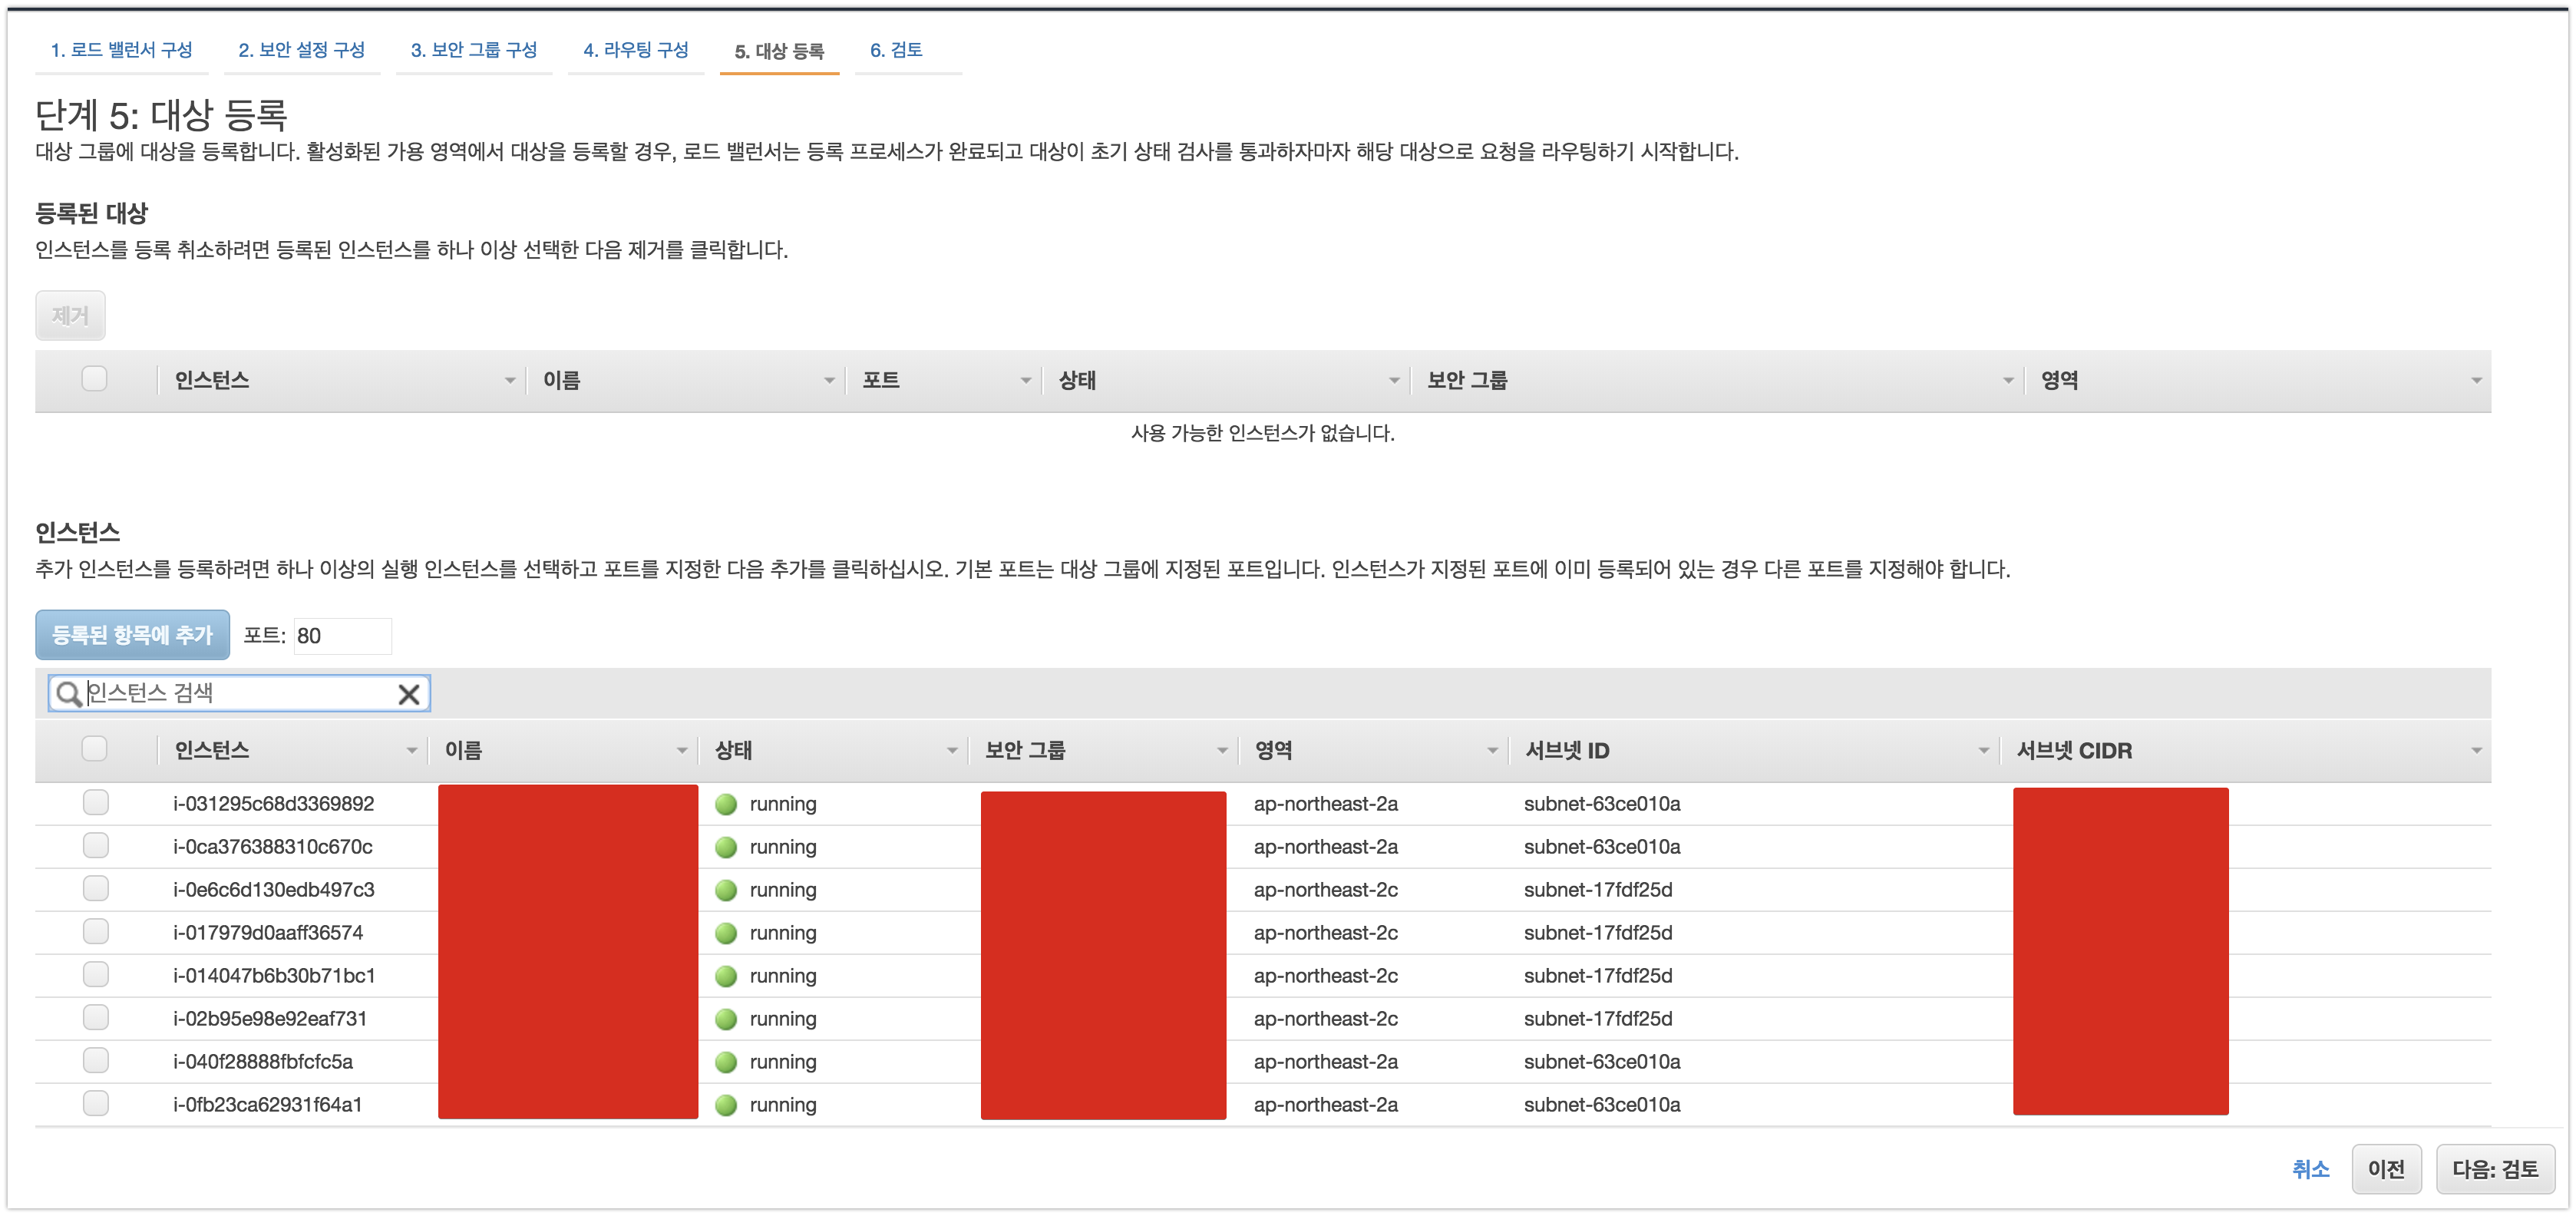 1. 로드 밸런서 구성 2. 보안 설정 구성 3. 보안 그룹 구성 4. 라우팅 구성 5. 대상 등록 6. 검토
단계 5: 대상 등록
대상 그룹에 대상을 등록합니다. 활성화된 가용 영역에서 대상을 등록할 경우, 로드 밸런서는 등록 프로세스가 완료되고 대상이 초기 상태 검사를 통과하자마자 해당 대상으로 요청을 라우팅하기 시작합니다.
등록된 대상
인스턴스를 등록 취소하려면 등록된 인스턴스를 하나 이상 선택한 다음 제거를 클릭합니다.
제거
인스턴스 이름 포트 상태 보안 그룹 영역
사용 가능한 인스턴스가 없습니다.
인스턴스
추가 인스턴스를 등록하려면 하나 이상의 실행 인스턴스를 선택하고 포트를 지정한 다음 추가를 클릭하십시오. 기본 포트는 대상 그룹에 지정된 포트입니다. 인스턴스가 지정된 포트에 이미 등록되어 있는 경우 다른 포트를 지정해야 합니다.
등록된 항목에 추가 포트: 80
인스턴스 검색
인스턴스 이름 상태 보안 그룹 영역 서브넷 ID 서브넷 CIDR
i-031295c68d3369892 running ap-northeast-2a subnet-63ce010a
i-0ca376388310c670c running ap-northeast-2a subnet-63ce010a
i-0e6c6d130edb497c3 running ap-northeast-2c subnet-17fdf25d
i-017979d0aaff36574 running ap-northeast-2c subnet-17fdf25d
i-014047b6b30b71bc1 running ap-northeast-2c subnet-17fdf25d
i-02b95e98e92eaf731 running ap-northeast-2c subnet-17fdf25d
i-040f28888fbfcfc5a running ap-northeast-2a subnet-63ce010a
i-0fb23ca62931f64a1 running ap-northeast-2a subnet-63ce010a
취소 이전 다음: 검토